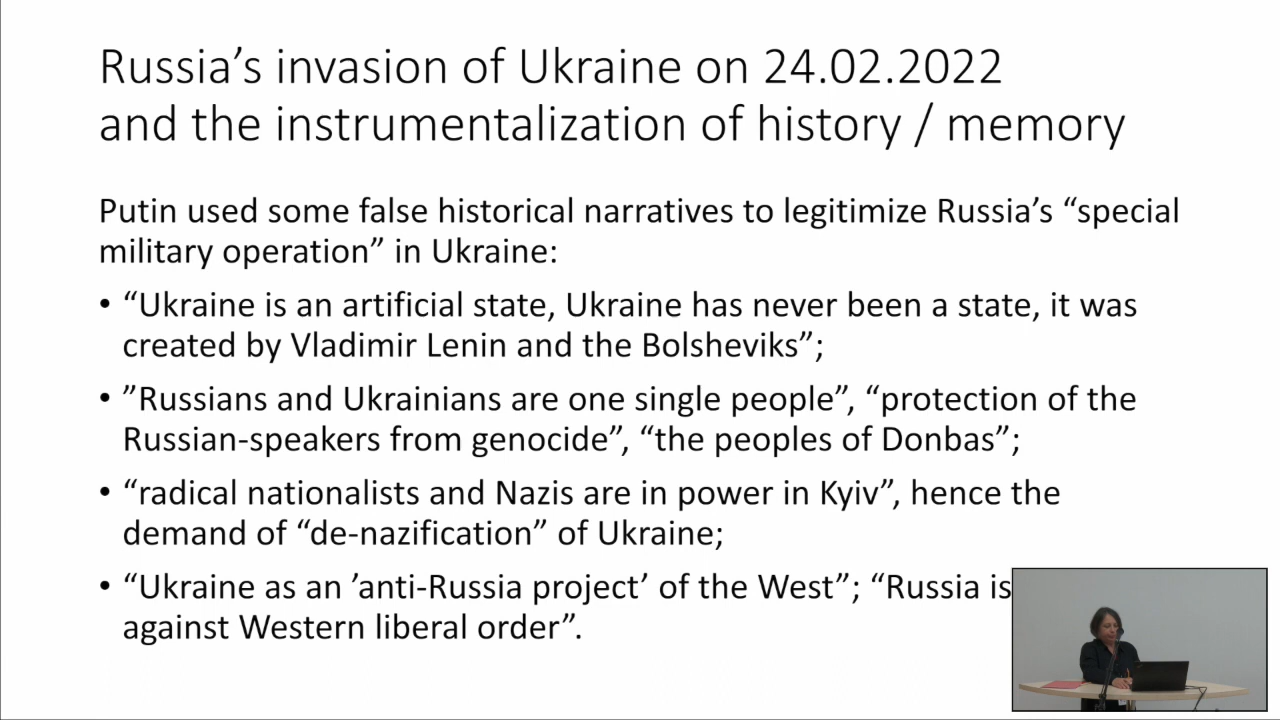 Russia’s invasion of Ukraine on 24.02.2022
and the instrumentalization of history / memory
Putin used some false historical narratives to legitimize Russia’s “special
military operation” in Ukraine:
• “Ukraine is an artificial state, Ukraine has never been a state, it was
created by Vladimir Lenin and the Bolsheviks”;
• ”Russians and Ukrainians are one single people”, “protection of the
Russian-speakers from genocide”, “the peoples of Donbas”;
• “radical nationalists and Nazis are in power in Kyiv”, hence the
demand of “de-nazification” of Ukraine;
• “Ukraine as an ’anti-Russia project’ of the West”; “Russia is
against Western liberal order”.